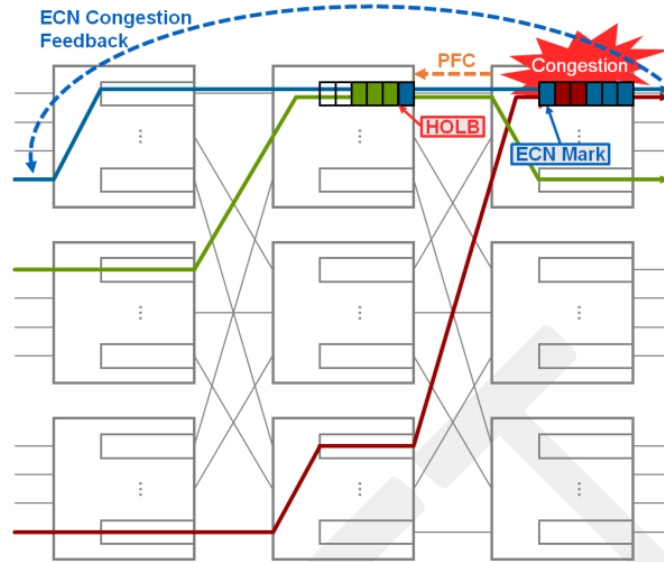 ECN Congestion
Feedback
PFC
Congestion
HOLB
ECN Mark